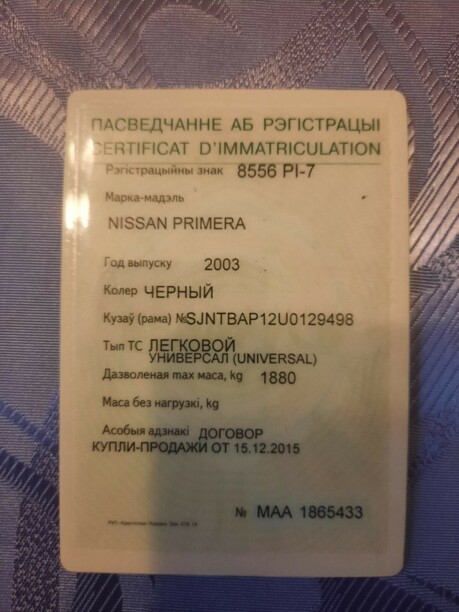 ПАСВЕДЧАННЕ АБ РЭГІСТРАЦЫІ
CERTIFICAT D'IMMATRICULATION
Рэгістрацыйны знак 8556 PI-7
Марка-мадэль
NISSAN PRIMERA
Год выпуску 2003
Колер ЧЕРНЫЙ
Кузаў (рама) № SJNTBAP12U0129498
Тып ТС ЛЕГКОВОЙ
УНИВЕРСАЛ (UNIVERSAL)
Дазволеная max маса, kg 1880
Маса без нагрузкі, kg
Асобыя адзнакі ДОГОВОР
КУПЛИ-ПРОДАЖИ ОТ 15.12.2015
№ МАА 1865433